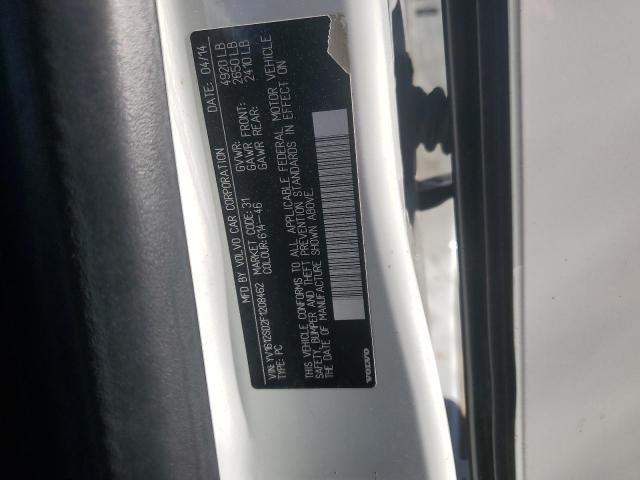 MFD BY VOLVO CAR CORPORATION DATE: 04/14
MARKET CODE: 31 GVWR: 4920 LB
COLOUR: 614-46 GAWR FRONT: 2650 LB
GAWR REAR: 2410 LB
VIN: YV1612S02F1208462
TYPE: PC
THIS VEHICLE CONFORMS TO ALL APPLICABLE FEDERAL MOTOR VEHICLE
SAFETY, BUMPER AND THEFT PREVENTION STANDARDS IN EFFECT ON
THE DATE OF MANUFACTURE SHOWN ABOVE.
VOLVO